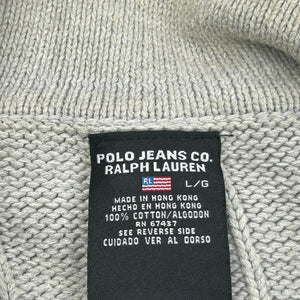 POLO JEANS CO.
RALPH LAUREN
RL L/G
MADE IN HONG KONG
HECHO EN HONG KONG
100% COTTON/ALGODON
RN 67437
SEE REVERSE SIDE
CUIDADO VER AL DORSO